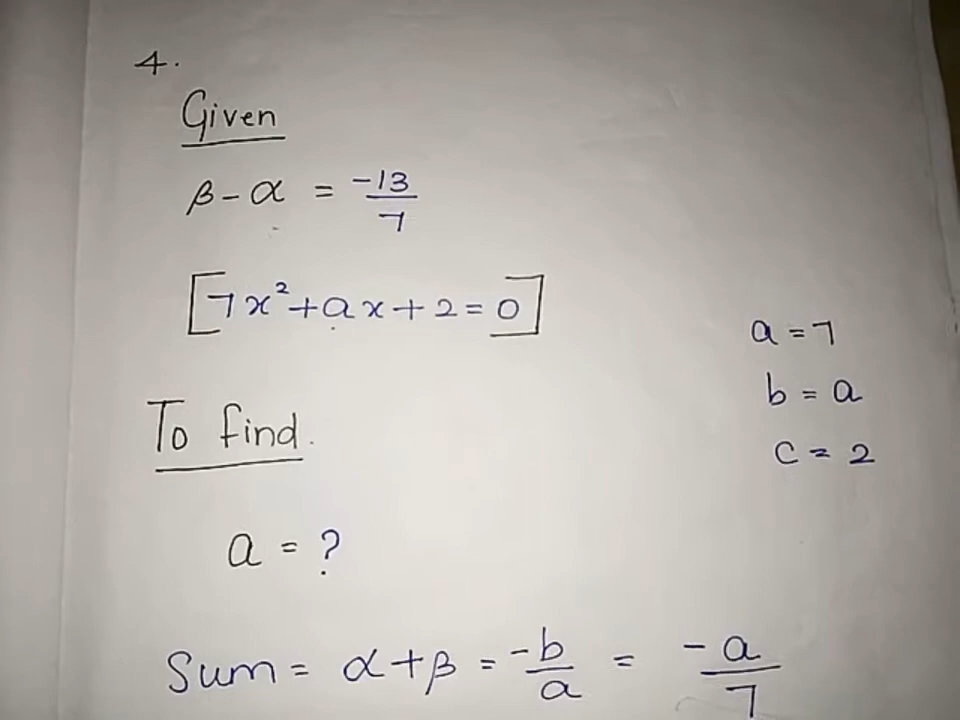 4.
Given
β-α = -13/7
[7x²+ax+2=0]
a=7
b=a
c=2
To find.
a = ?
Sum = α+β = -b/a = -a/7